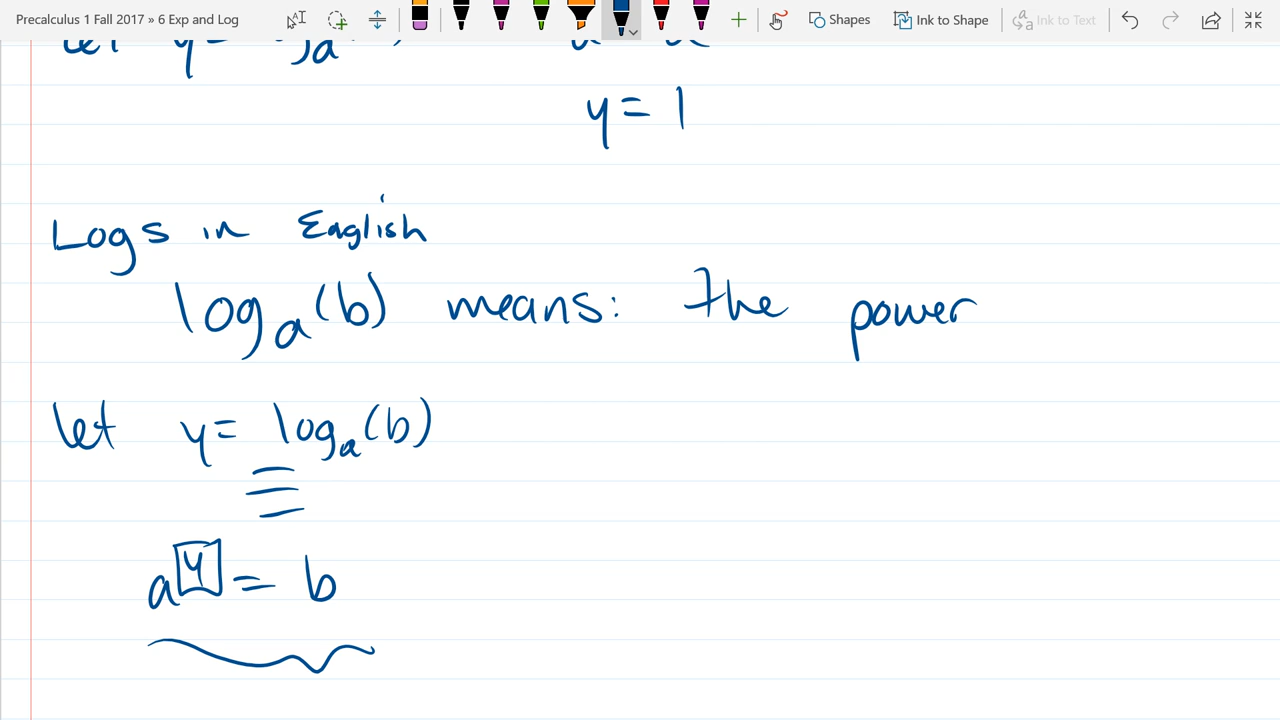 Precalculus 1 Fall 2017 » 6 Exp and Log Shapes Ink to Shape Ink to Text
let y =
y = 1
Logs in English
log_a(b) means: the power
let y = log_a(b)
a^y = b